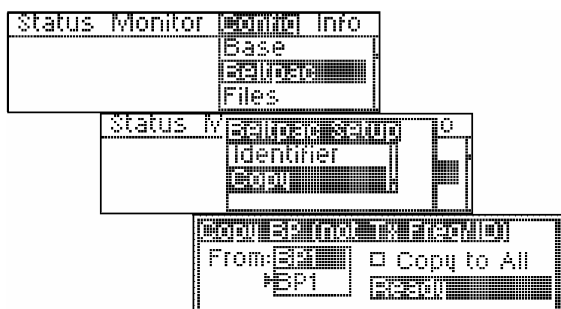 Status Monitor Config Info
Base
Beltpac
Files
Status M Beltpac Setup o
Identifier
Copy
Copy BP (not TX Freq/ID)
From: BP1 Copy to All
BP1 Ready